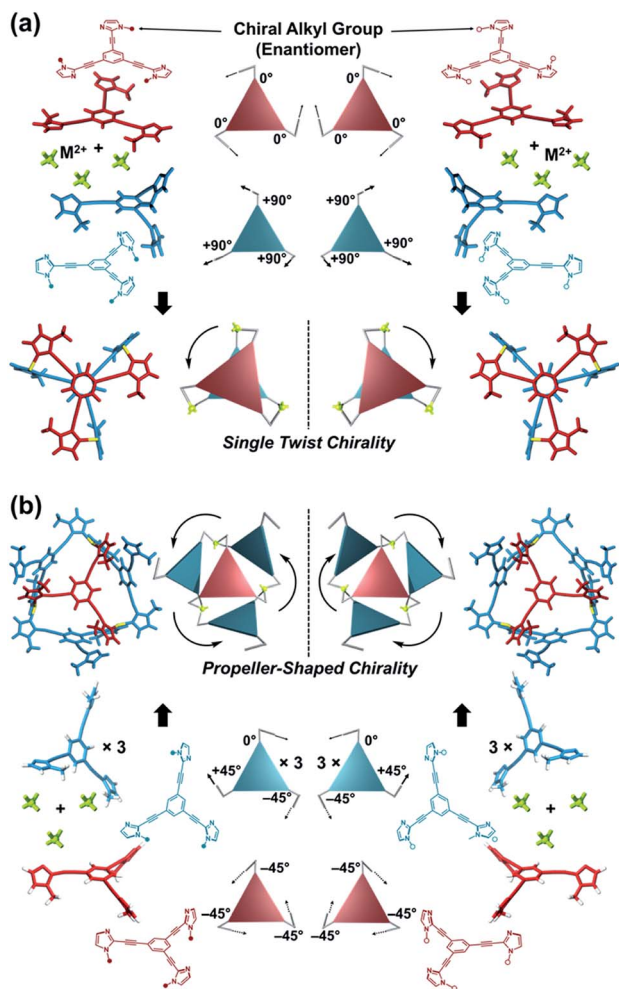 (a)
Chiral Alkyl Group
(Enantiomer)
N N
N N
N N
N N
N N
N N
0° 0°
0° 0° 0° 0°
M²⁺ + + M²⁺
+90° +90°
+90° +90° +90° +90°
N N
N N
N N
N N
N N
N N
Single Twist Chirality
(b)
Propeller-Shaped Chirality
× 3
0° × 3 3 × 0°
3 ×
+45° +45°
−45° −45°
N N
N N
N N
N N
N N
N N
+ +
−45° −45°
−45° −45° −45° −45°
N N
N N
N N
N N
N N
N N